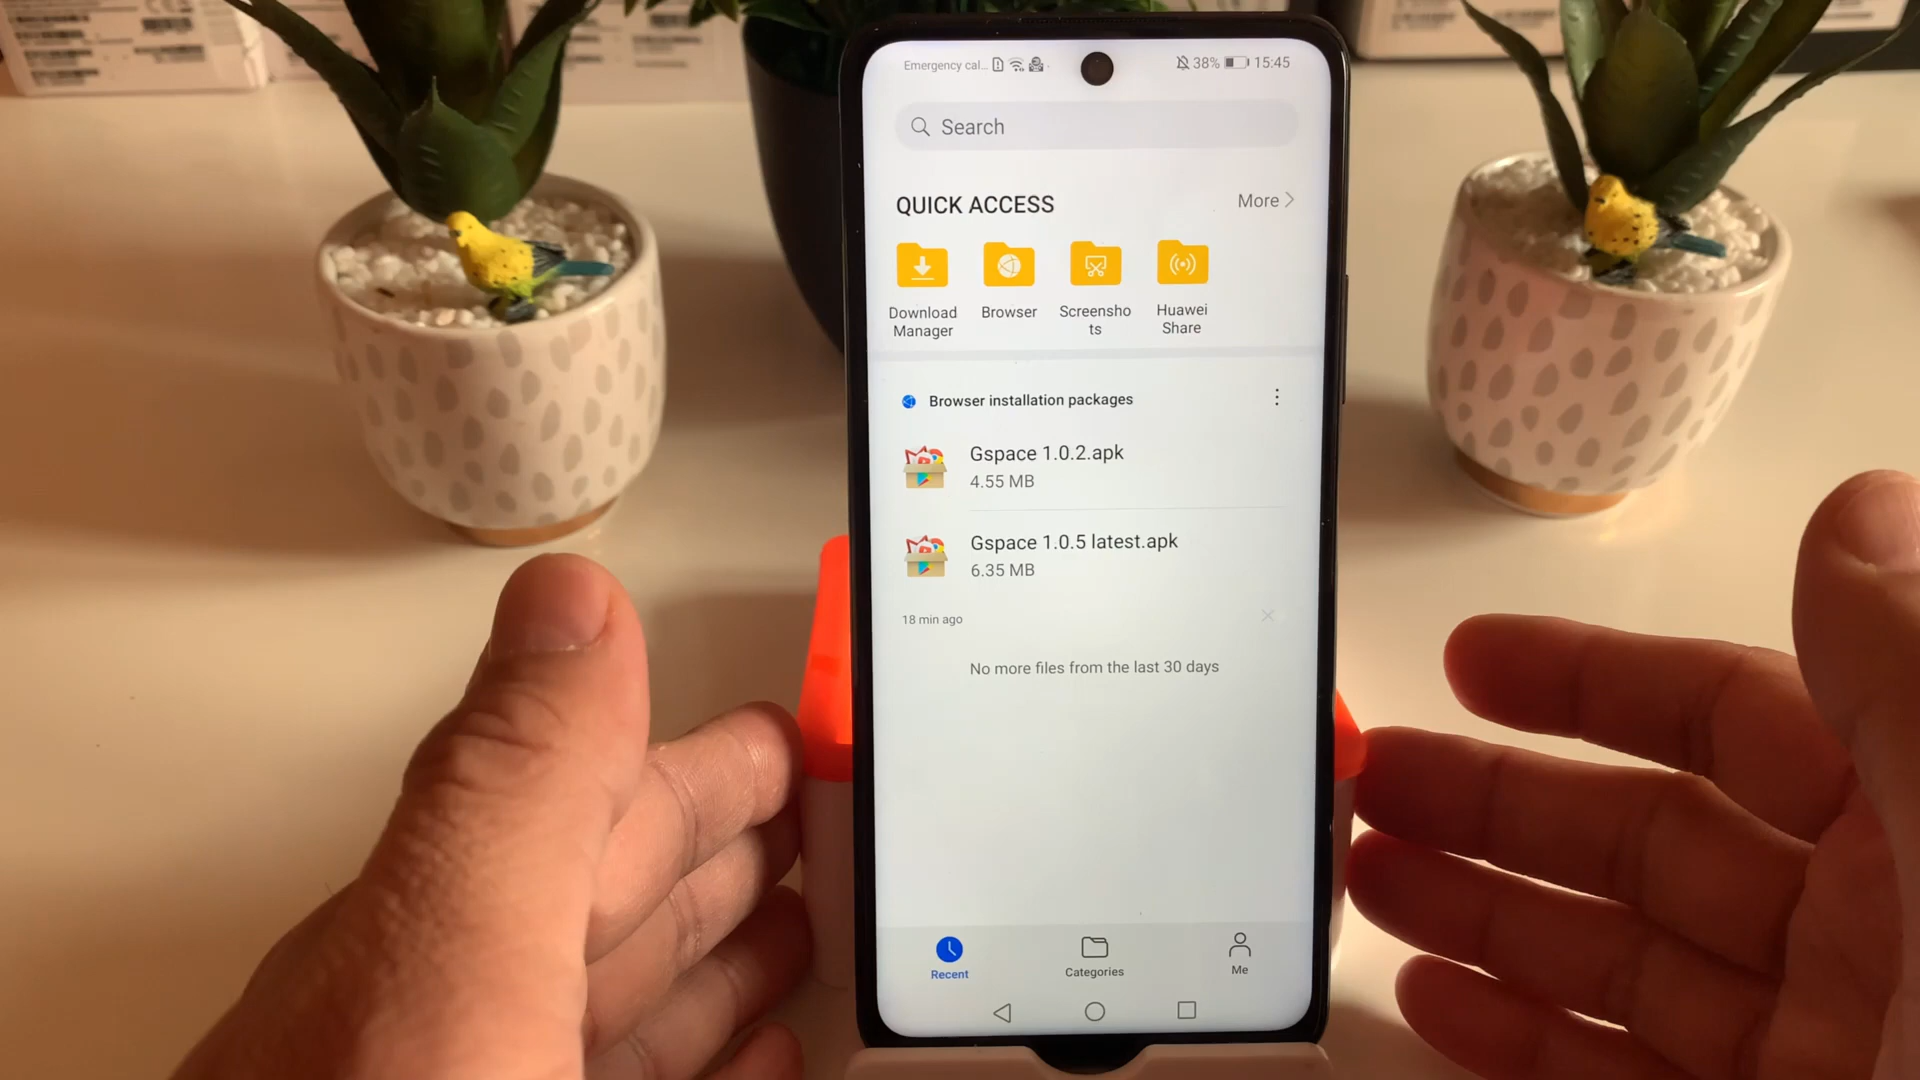 Emergency cal...
38%
15:45
Search
QUICK ACCESS
More
Download
Manager
Browser
Screensho
ts
Huawei
Share
Browser installation packages
Gspace 1.0.2.apk
4.55 MB
Gspace 1.0.5 latest.apk
6.35 MB
18 min ago
No more files from the last 30 days
Recent
Categories
Me